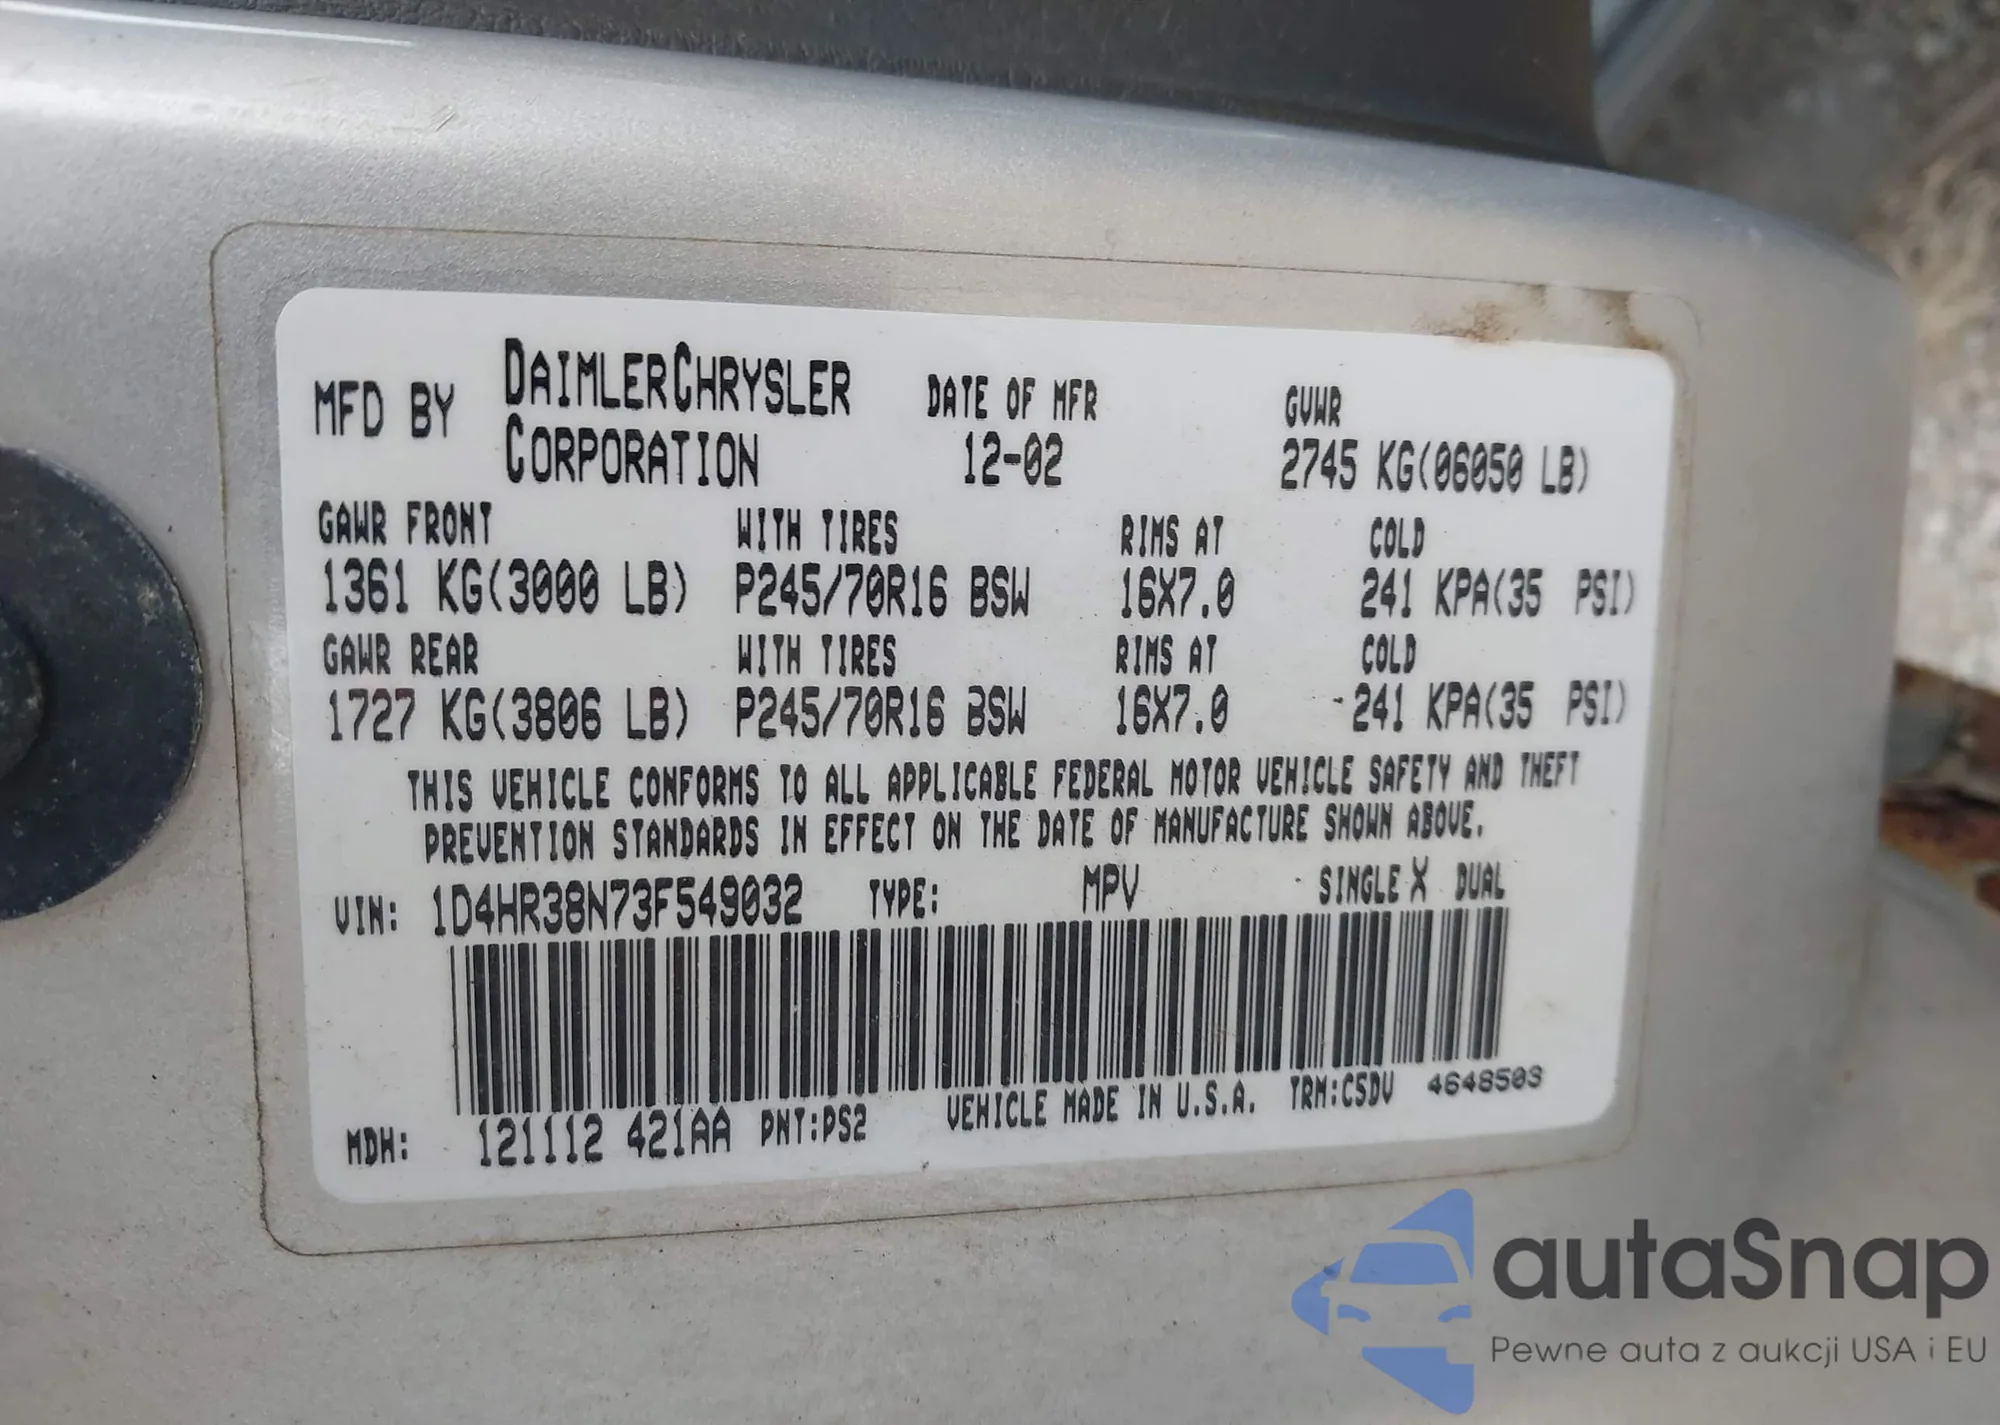 MFD BY DAIMLERCHRYSLER CORPORATION DATE OF MFR 12-02 GVWR 2745 KG(06050 LB)
GAWR FRONT WITH TIRES RIMS AT COLD
1361 KG(3000 LB) P245/70R16 BSW 16X7.0 241 KPA(35 PSI)
GAWR REAR WITH TIRES RIMS AT COLD
1727 KG(3806 LB) P245/70R16 BSW 16X7.0 241 KPA(35 PSI)
THIS VEHICLE CONFORMS TO ALL APPLICABLE FEDERAL MOTOR VEHICLE SAFETY AND THEFT
PREVENTION STANDARDS IN EFFECT ON THE DATE OF MANUFACTURE SHOWN ABOVE.
VIN: 1D4HR38N73F549032 TYPE: MPV SINGLE X DUAL
MDH: 121112 421AA PNT:PS2 VEHICLE MADE IN U.S.A. TRM:C5DV 4648503
autaSnap
Pewne auta z aukcji USA i EU